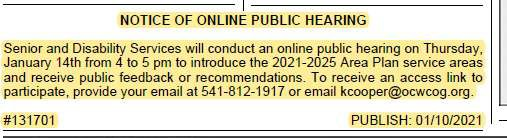 NOTICE OF ONLINE PUBLIC HEARING
Senior and Disability Services will conduct an online public hearing on Thursday,
January 14th from 4 to 5 pm to introduce the 2021-2025 Area Plan service areas
and receive public feedback or recommendations. To receive an access link to
participate, provide your email at 541-812-1917 or email kcooper@ocwcog.org.
#131701 PUBLISH: 01/10/2021